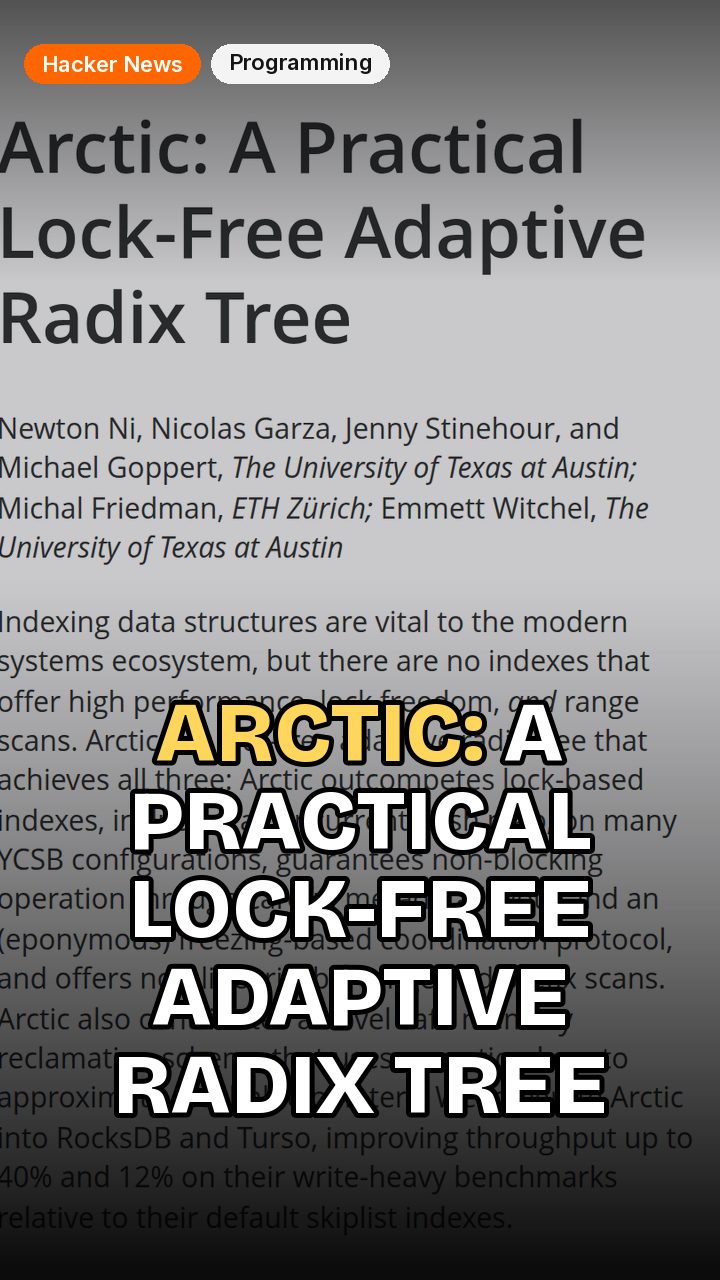 Hacker News
Programming
Arctic: A Practical
Lock-Free Adaptive
Radix Tree
Newton Ni, Nicolas Garza, Jenny Stinehour, and
Michael Goppert, The University of Texas at Austin;
Michal Friedman, ETH Zürich; Emmett Witchel, The
University of Texas at Austin
Indexing data structures are vital to the modern
systems ecosystem, but there are no indexes that
offer high performance, lock freedom, and range
scans. Arctic that
achieves all three: Arctic outcompetes lock-based
indexes, on many
YCSB configurations, guarantees non-blocking
operation and an
(eponymous) freezing-based coordination protocol,
and offers scans.
Arctic also
reclamation to
Arctic
into RocksDB and Turso, improving throughput up to
40% and 12% on their write-heavy benchmarks
relative to their default skiplist indexes.
ARCTIC: A
PRACTICAL
LOCK-FREE
ADAPTIVE
RADIX TREE